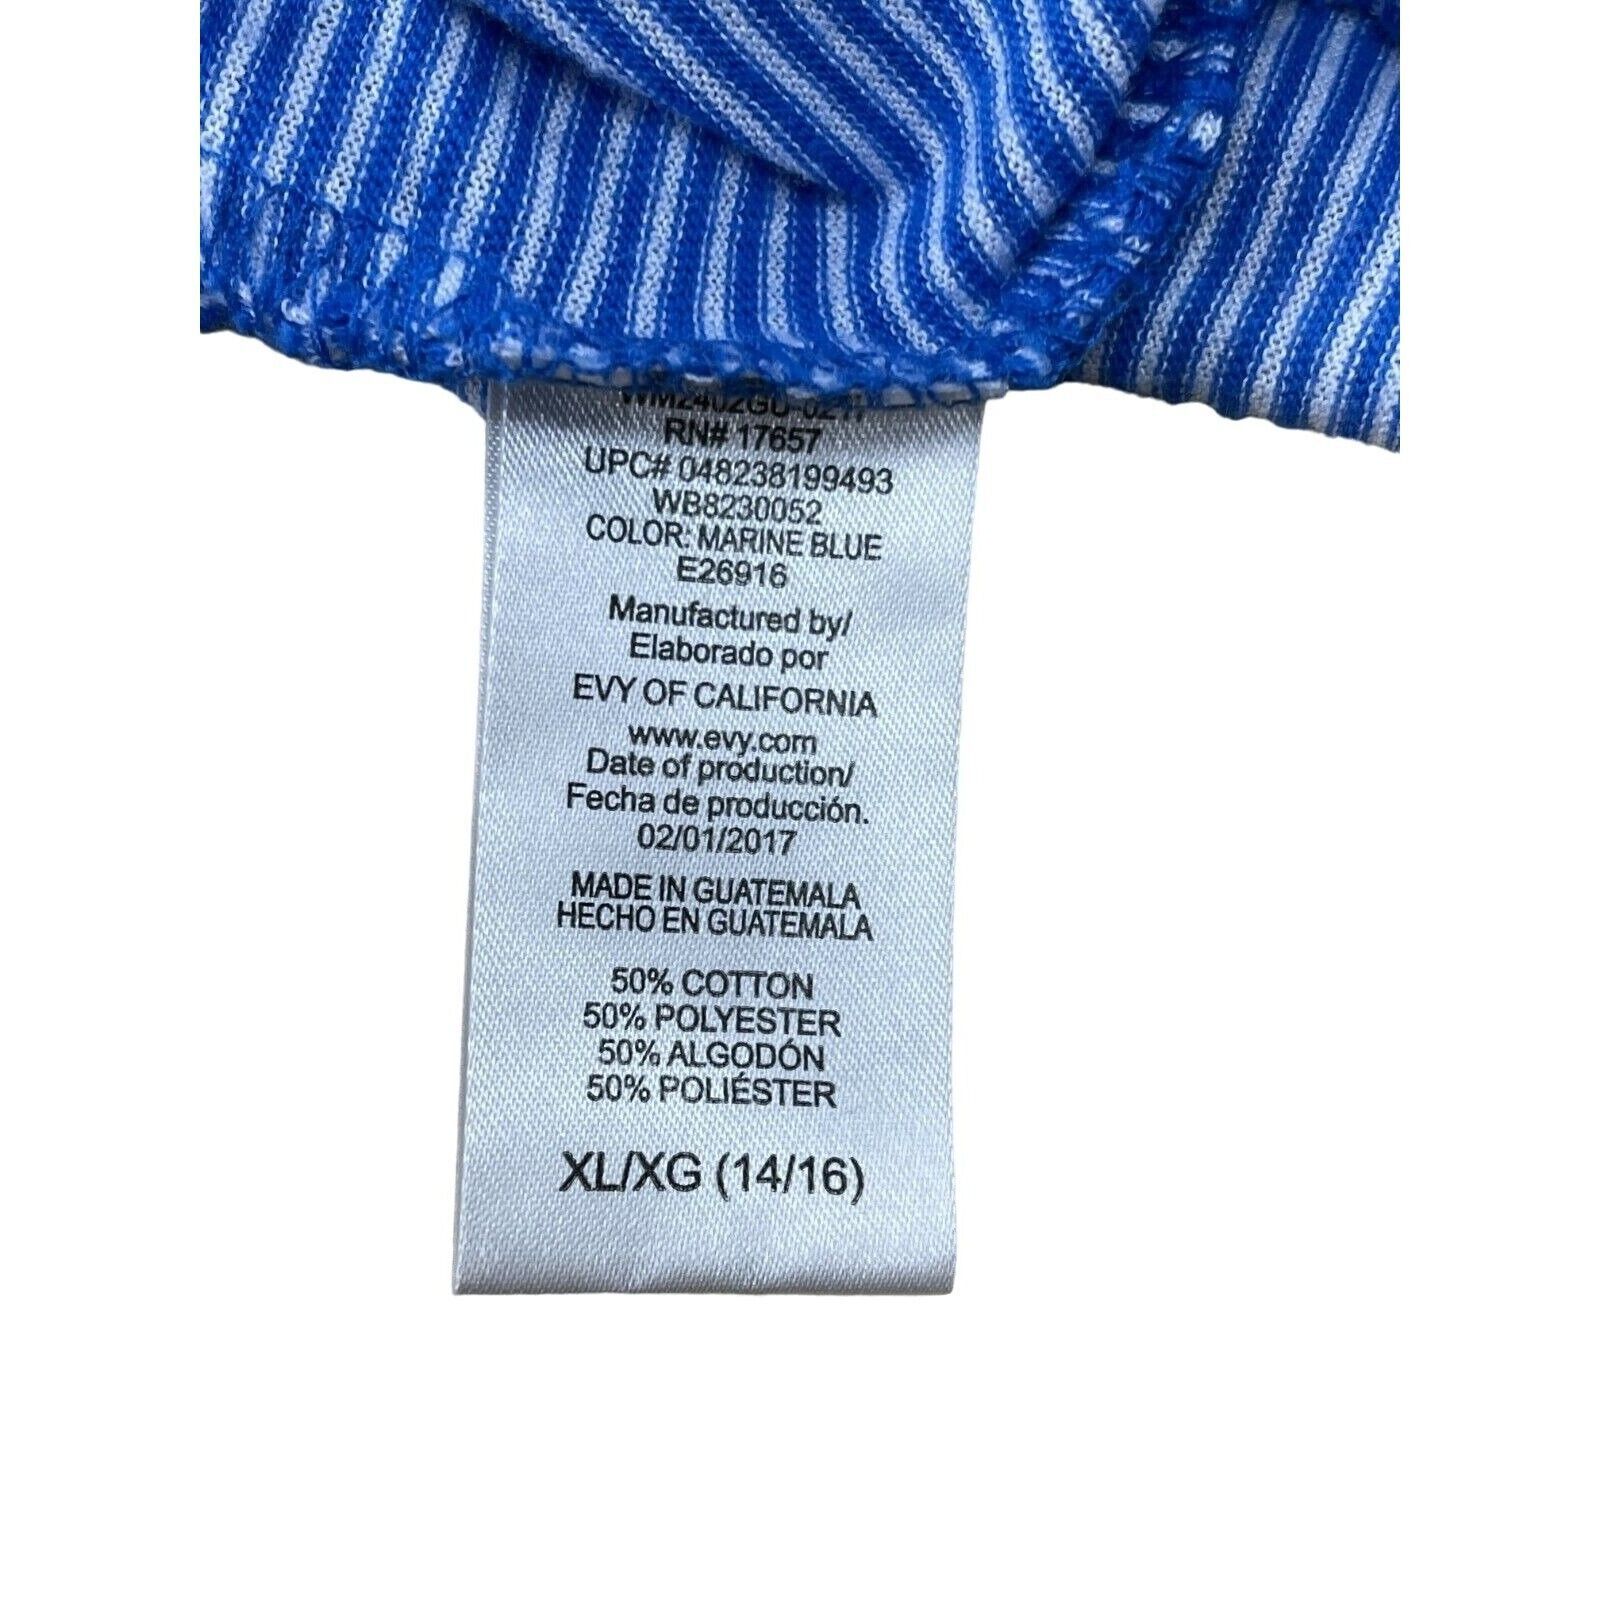 RN# 17657
UPC# 048238199493
WB8230052
COLOR: MARINE BLUE
E26916
Manufactured by/
Elaborado por
EVY OF CALIFORNIA
www.evy.com
Date of production/
Fecha de producción.
02/01/2017
MADE IN GUATEMALA
HECHO EN GUATEMALA
50% COTTON
50% POLYESTER
50% ALGODÓN
50% POLIÉSTER
XL/XG (14/16)